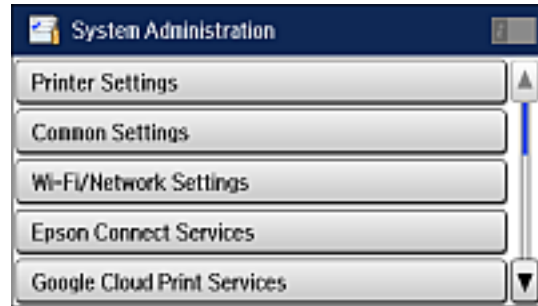 System Administration
Printer Settings
Common Settings
Wi-Fi/Network Settings
Epson Connect Services
Google Cloud Print Services